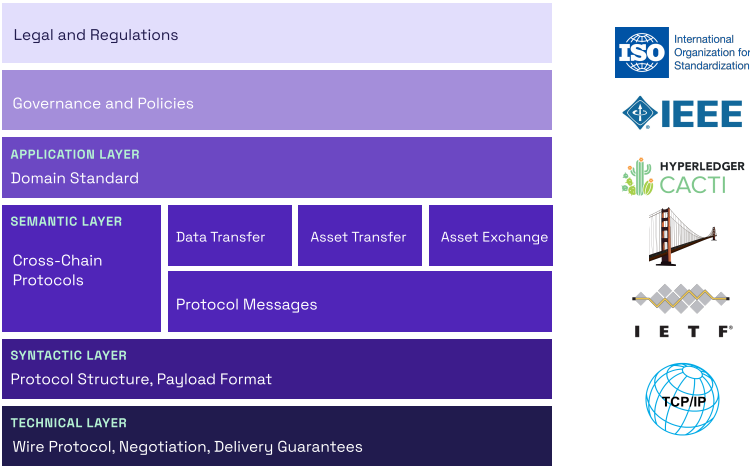 Legal and Regulations
Governance and Policies
APPLICATION LAYER
Domain Standard
SEMANTIC LAYER
Cross-Chain
Protocols
Data Transfer
Asset Transfer
Asset Exchange
Protocol Messages
SYNTACTIC LAYER
Protocol Structure, Payload Format
TECHNICAL LAYER
Wire Protocol, Negotiation, Delivery Guarantees
ISO
International
Organization for
Standardization
IEEE
®
HYPERLEDGER
CACTI
I E T F®
TCP/IP